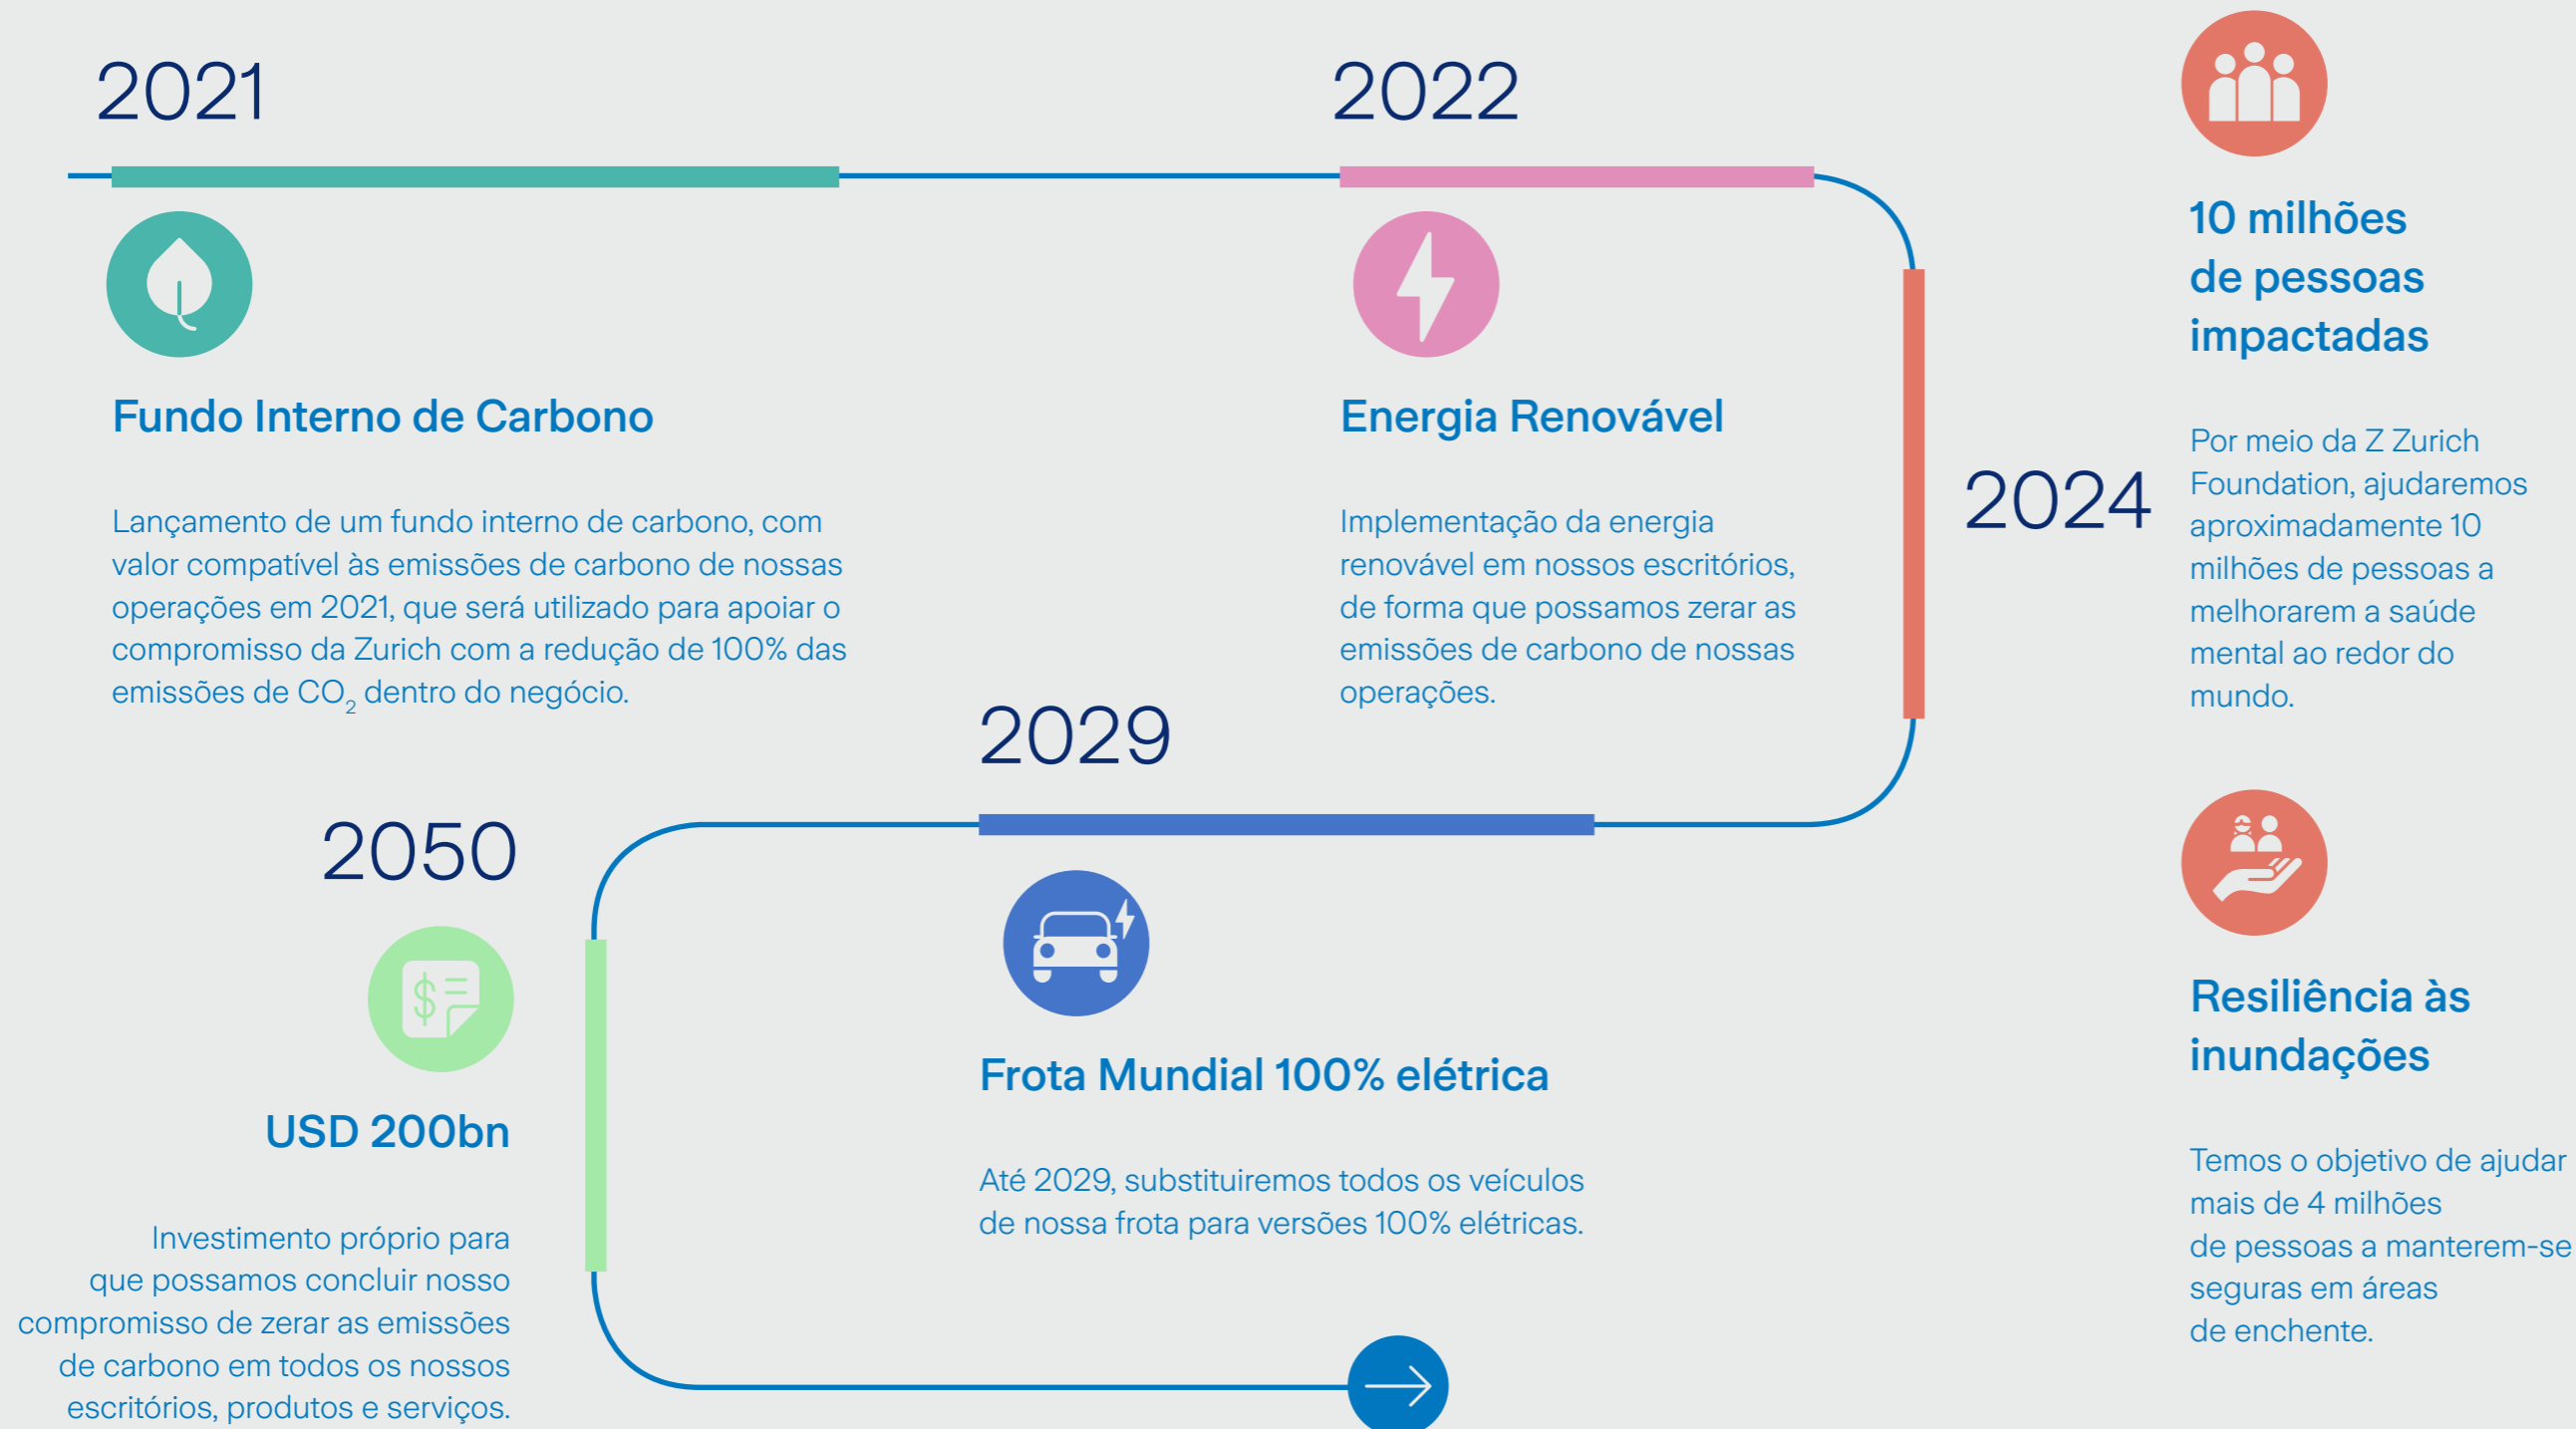 2021
Fundo Interno de Carbono
Lançamento de um fundo interno de carbono, com
valor compatível às emissões de carbono de nossas
operações em 2021, que será utilizado para apoiar o
compromisso da Zurich com a redução de 100% das
emissões de CO₂ dentro do negócio.
2022
Energia Renovável
Implementação da energia
renovável em nossos escritórios,
de forma que possamos zerar as
emissões de carbono de nossas
operações.
2024
10 milhões
de pessoas
impactadas
Por meio da Z Zurich
Foundation, ajudaremos
aproximadamente 10
milhões de pessoas a
melhorarem a saúde
mental ao redor do
mundo.
Resiliência às
inundações
Temos o objetivo de ajudar
mais de 4 milhões
de pessoas a manterem-se
seguras em áreas
de enchente.
2029
Frota Mundial 100% elétrica
Até 2029, substituiremos todos os veículos
de nossa frota para versões 100% elétricas.
2050
$
USD 200bn
Investimento próprio para
que possamos concluir nosso
compromisso de zerar as emissões
de carbono em todos os nossos
escritórios, produtos e serviços.